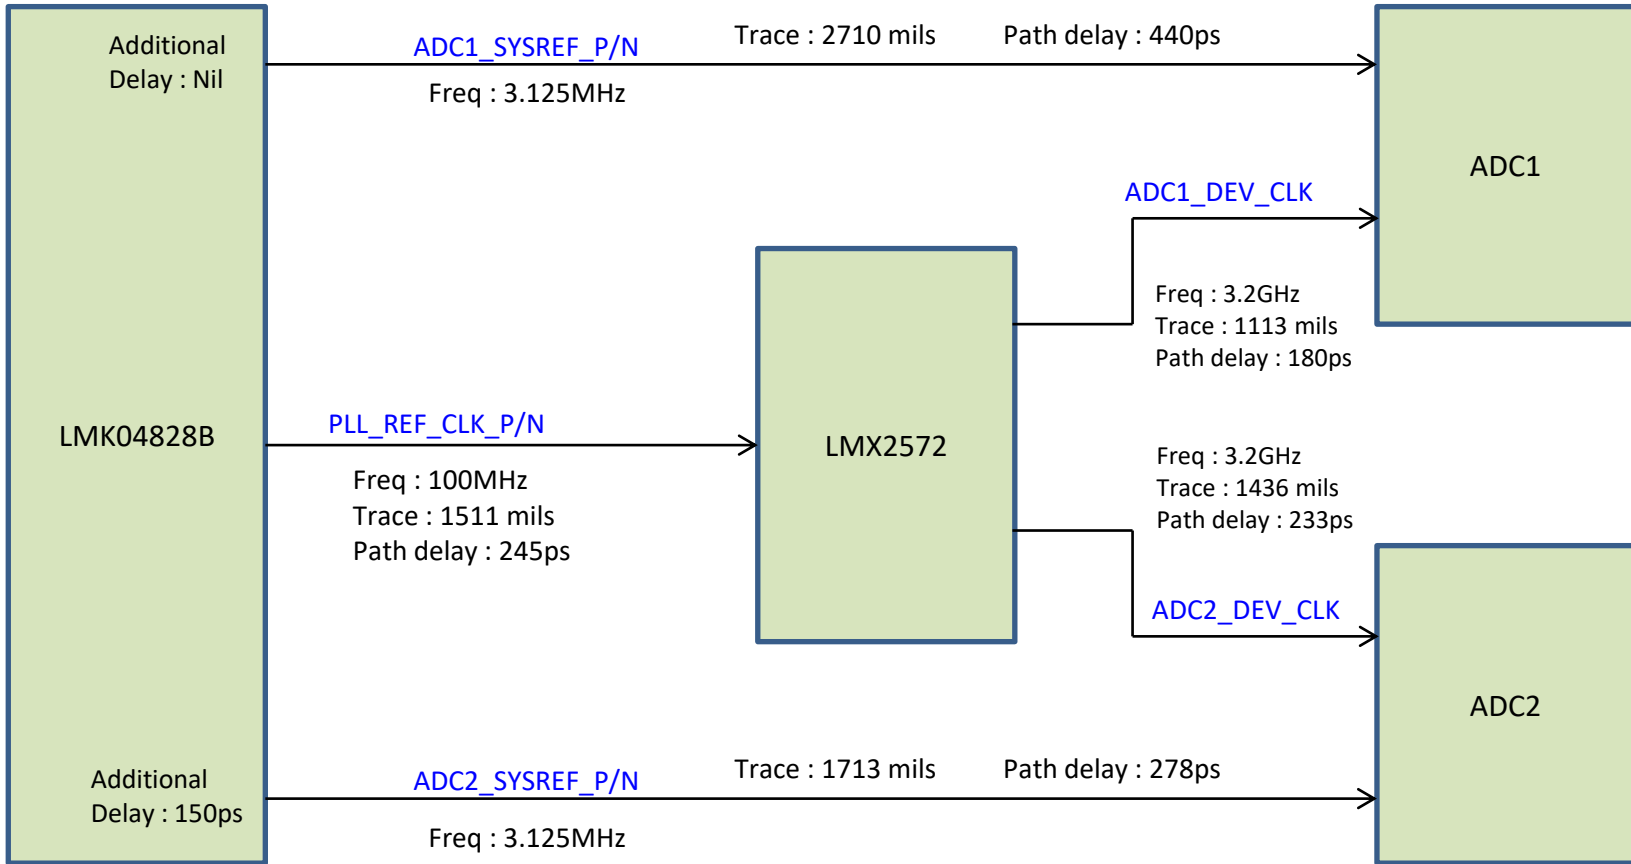 Additional
Delay : Nil
ADC1_SYSREF_P/N
Trace : 2710 mils
Path delay : 440ps
Freq : 3.125MHz
ADC1
ADC1_DEV_CLK
Freq : 3.2GHz
Trace : 1113 mils
Path delay : 180ps
LMK04828B
PLL_REF_CLK_P/N
Freq : 100MHz
Trace : 1511 mils
Path delay : 245ps
LMX2572
Freq : 3.2GHz
Trace : 1436 mils
Path delay : 233ps
ADC2_DEV_CLK
ADC2
Additional
Delay : 150ps
ADC2_SYSREF_P/N
Trace : 1713 mils
Path delay : 278ps
Freq : 3.125MHz